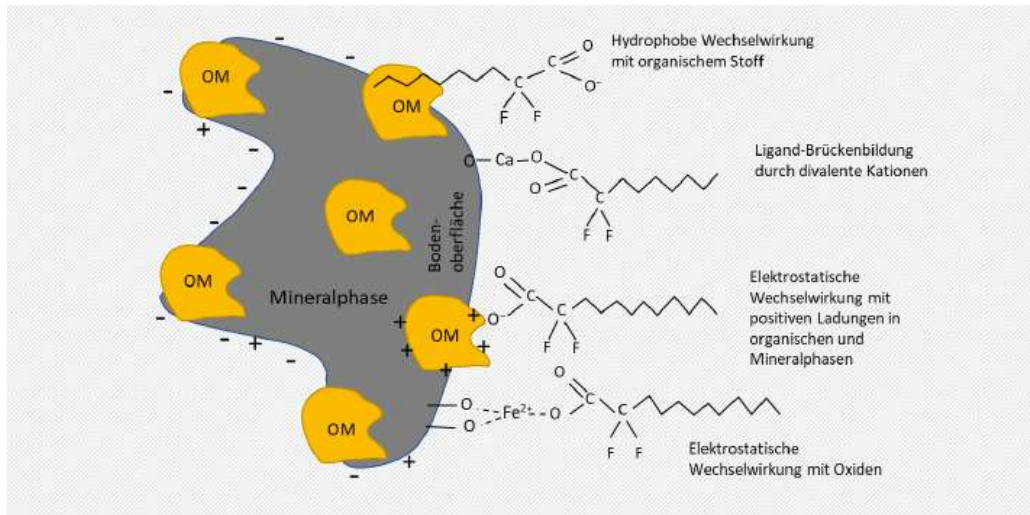 Hydrophobe Wechselwirkung
mit organischem Stoff
OM
OM
C
O
O⁻
C
F
F
O
Ca
O
O
C
C
F
F
Ligand-Brückenbildung
durch divalente Kationen
OM
Boden-
oberfläche
OM
Mineralphase
OM
O
O⁻
C
C
F
F
Elektrostatische
Wechselwirkung mit
positiven Ladungen in
organischen und
Mineralphasen
OM
O
O
Fe²⁺
O
O
C
C
F
F
Elektrostatische
Wechselwirkung mit Oxiden